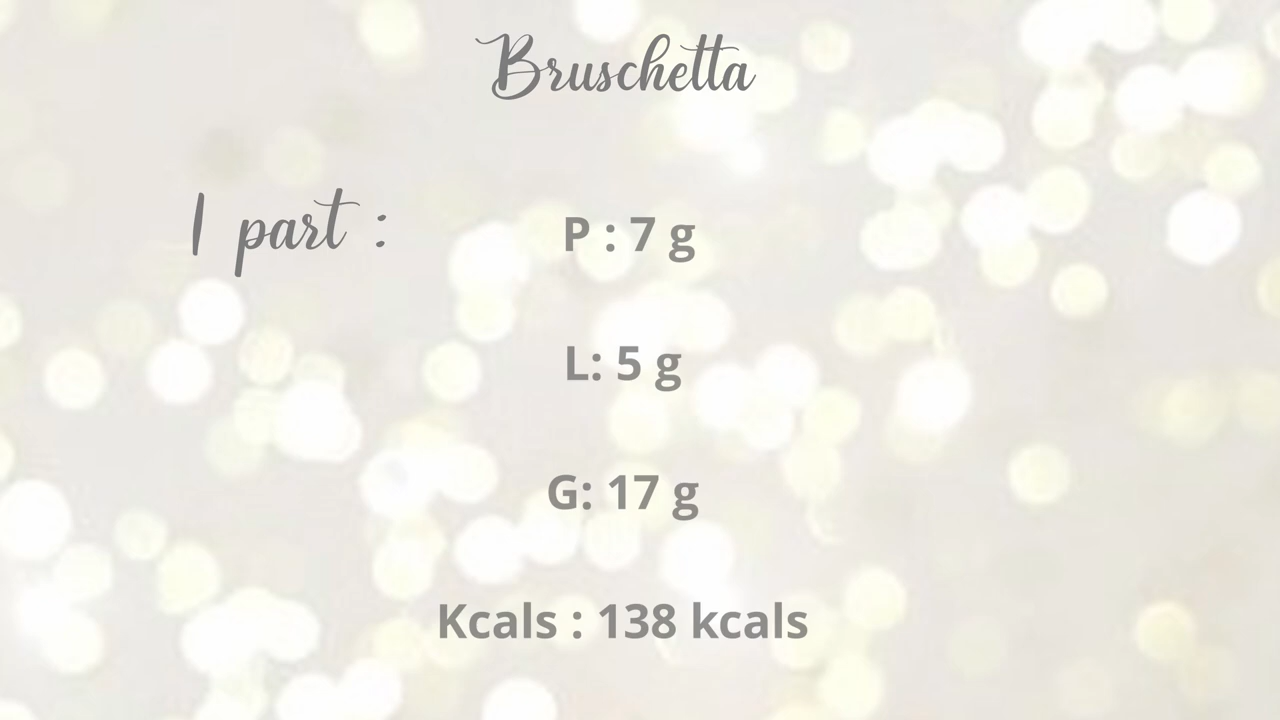 Bruschetta
1 part :
P : 7 g
L: 5 g
G: 17 g
Kcals : 138 kcals